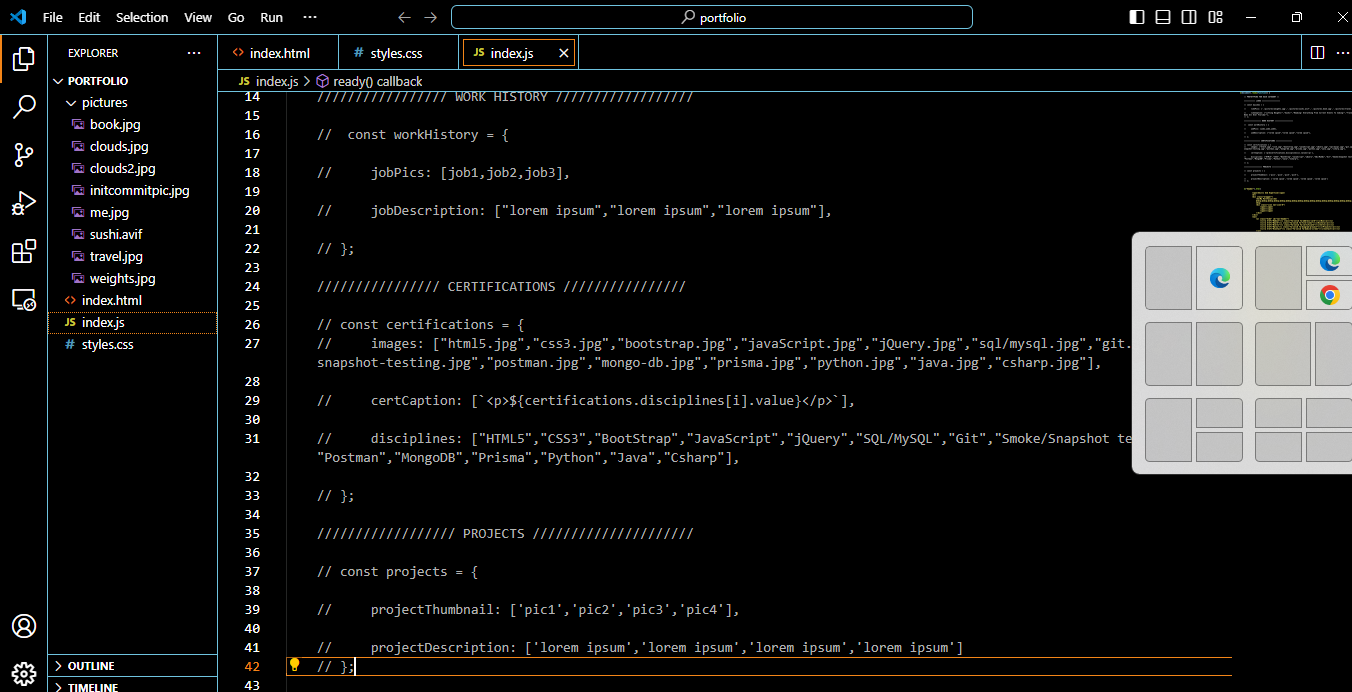 File Edit Selection View Go Run ··· portfolio
EXPLORER ···
PORTFOLIO
pictures
book.jpg
clouds.jpg
clouds2.jpg
initcommitpic.jpg
me.jpg
sushi.avif
travel.jpg
weights.jpg
<> index.html
JS index.js
# styles.css
OUTLINE
TIMELINE
<> index.html # styles.css JS index.js
JS index.js > ready() callback
14 ///////////////// WORK HISTORY //////////////////
15
16 //  const workHistory = {
17
18 //     jobPics: [job1,job2,job3],
19
20 //     jobDescription: ["lorem ipsum","lorem ipsum","lorem ipsum"],
21
22 // };
23
24 //////////////// CERTIFICATIONS ////////////////
25
26 // const certifications = {
27 //     images: ["html5.jpg","css3.jpg","bootstrap.jpg","javaScript.jpg","jQuery.jpg","sql/mysql.jpg","git.
snapshot-testing.jpg","postman.jpg","mongo-db.jpg","prisma.jpg","python.jpg","java.jpg","csharp.jpg"],
28
29 //     certCaption: [`<p>${certifications.disciplines[i].value}</p>`],
30
31 //     disciplines: ["HTML5","CSS3","BootStrap","JavaScript","jQuery","SQL/MySQL","Git","Smoke/Snapshot te
"Postman","MongoDB","Prisma","Python","Java","Csharp"],
32
33 // };
34
35 ////////////////// PROJECTS /////////////////////
36
37 // const projects = {
38
39 //     projectThumbnail: ['pic1','pic2','pic3','pic4'],
40
41 //     projectDescription: ['lorem ipsum','lorem ipsum','lorem ipsum','lorem ipsum']
42 // };
43